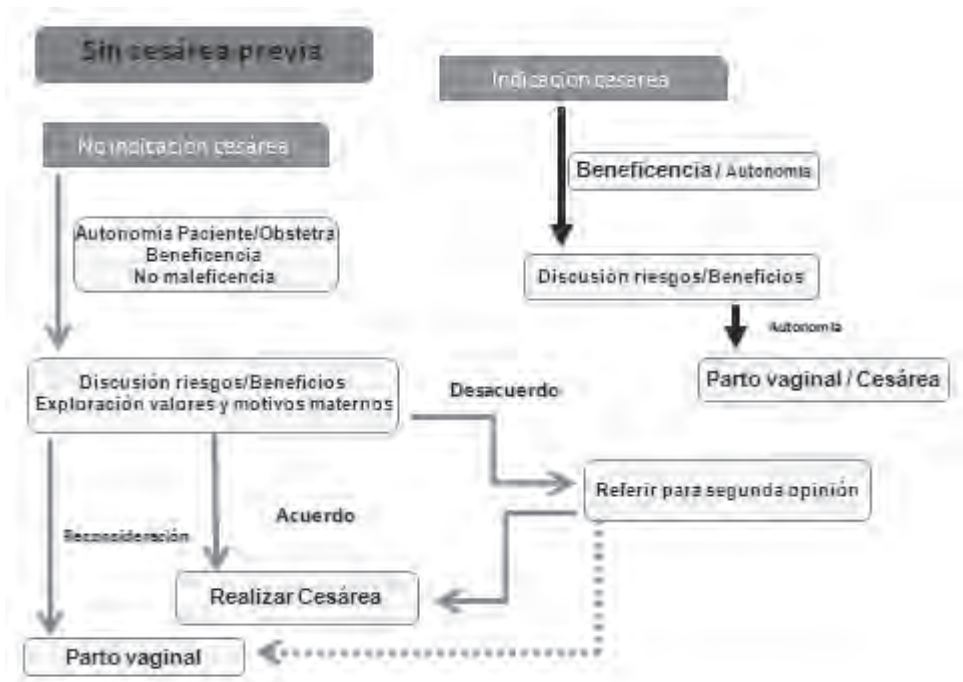 Sin cesárea previa
Indicación cesarea
No indicación cesárea
Beneficencia / Autonomía
Autonomía Paciente/Obstetra
Beneficencia
No maleficencia
Discusión riesgos/Beneficios
Autonomía
Parto vaginal / Cesárea
Discusión riesgos/Beneficios
Exploración valores y motivos maternos
Desacuerdo
Referir para segunda opinión
Acuerdo
Reconsideración
Realizar Cesárea
Parto vaginal